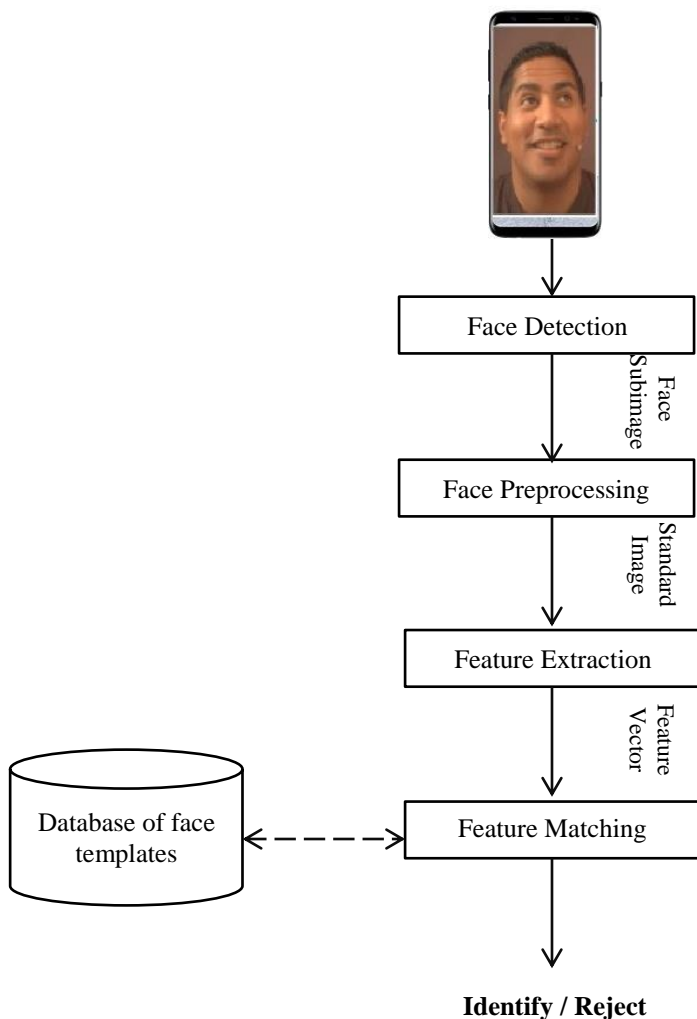 Face Detection
Face
Subimage
Face Preprocessing
Standard
Image
Feature Extraction
Feature
Vector
Database of face
templates
Feature Matching
Identify / Reject